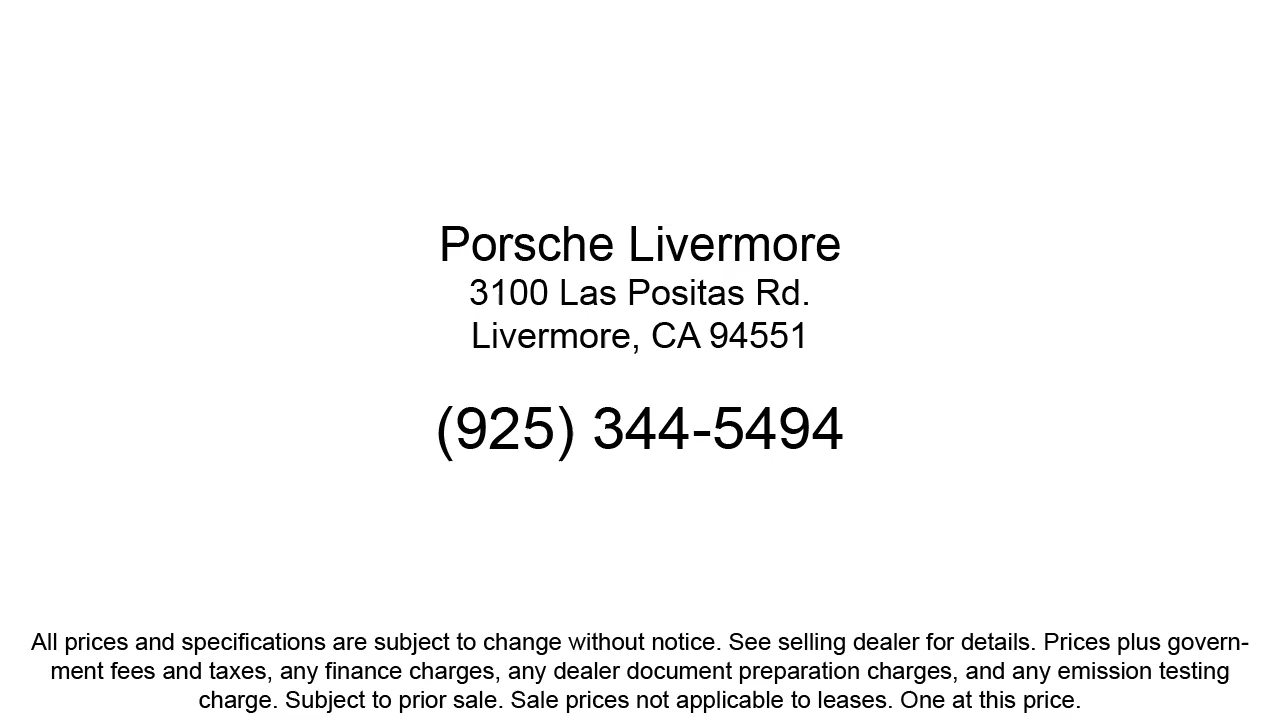 Porsche Livermore
3100 Las Positas Rd.
Livermore, CA 94551
(925) 344-5494
All prices and specifications are subject to change without notice. See selling dealer for details. Prices plus govern-
ment fees and taxes, any finance charges, any dealer document preparation charges, and any emission testing
charge. Subject to prior sale. Sale prices not applicable to leases. One at this price.